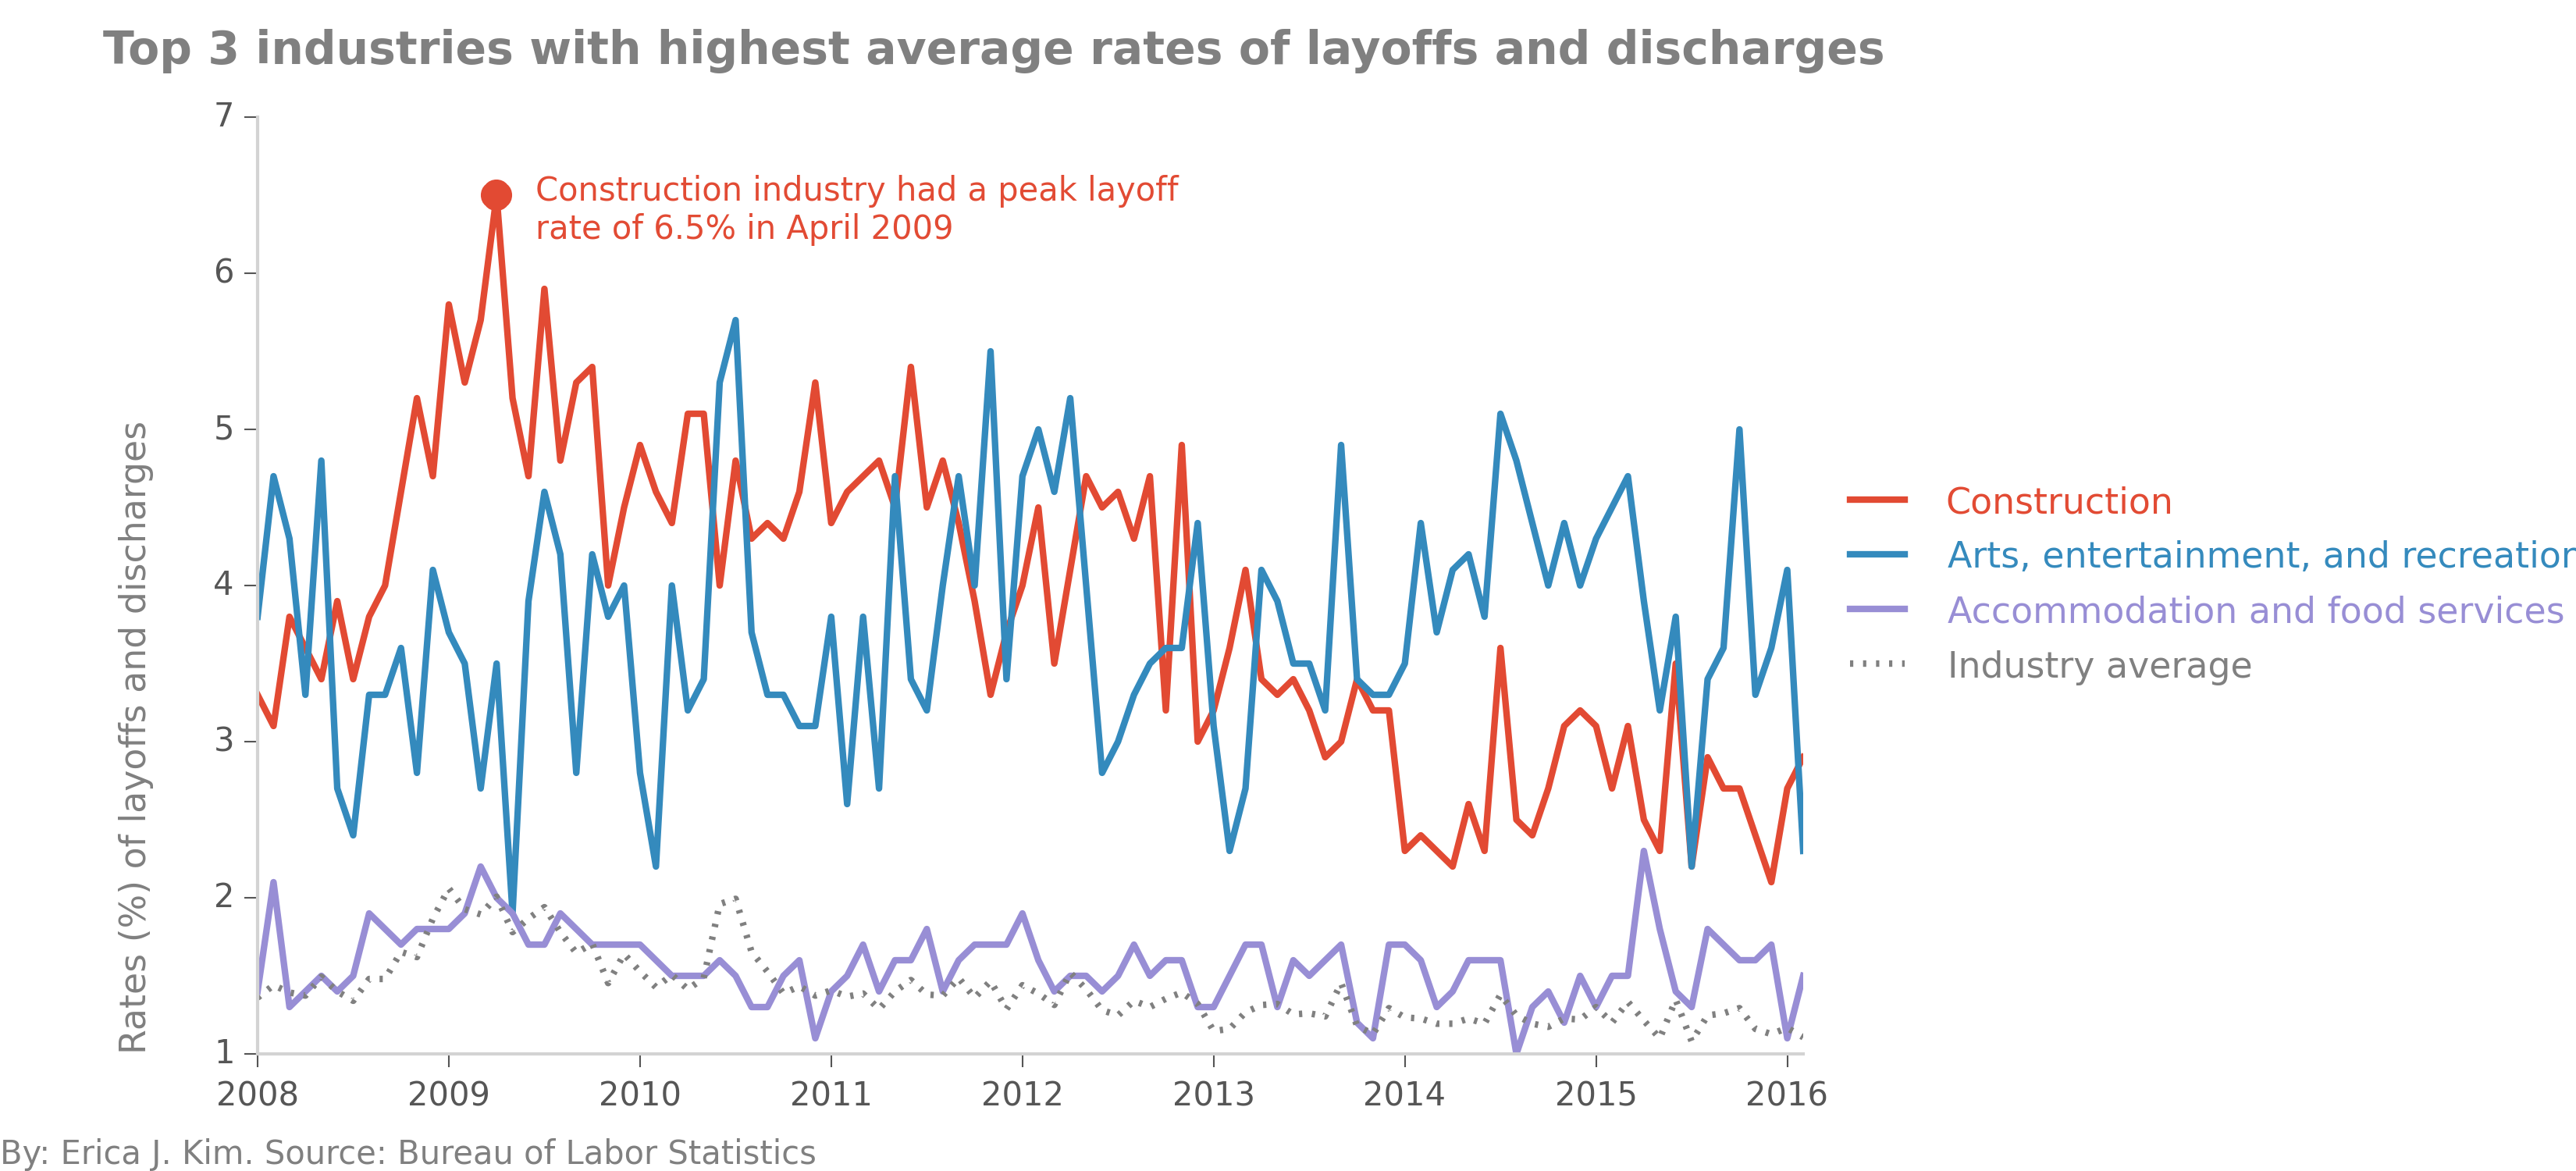 Top 3 industries with highest average rates of layoffs and discharges
7
6
5
4
3
2
1
Rates (%) of layoffs and discharges
Construction industry had a peak layoff
rate of 6.5% in April 2009
Construction
Arts, entertainment, and recreation
Accommodation and food services
Industry average
2008 2009 2010 2011 2012 2013 2014 2015 2016
By: Erica J. Kim. Source: Bureau of Labor Statistics